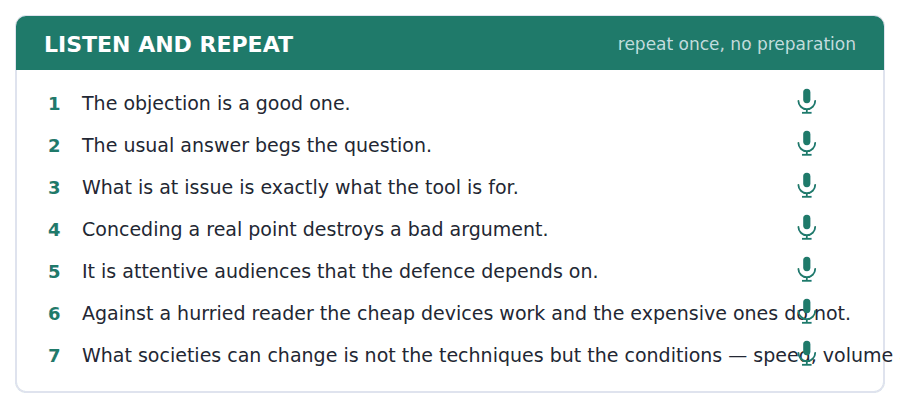 LISTEN AND REPEAT
repeat once, no preparation
1 The objection is a good one.
2 The usual answer begs the question.
3 What is at issue is exactly what the tool is for.
4 Conceding a real point destroys a bad argument.
5 It is attentive audiences that the defence depends on.
6 Against a hurried reader the cheap devices work and the expensive ones do not.
7 What societies can change is not the techniques but the conditions — speed, volume